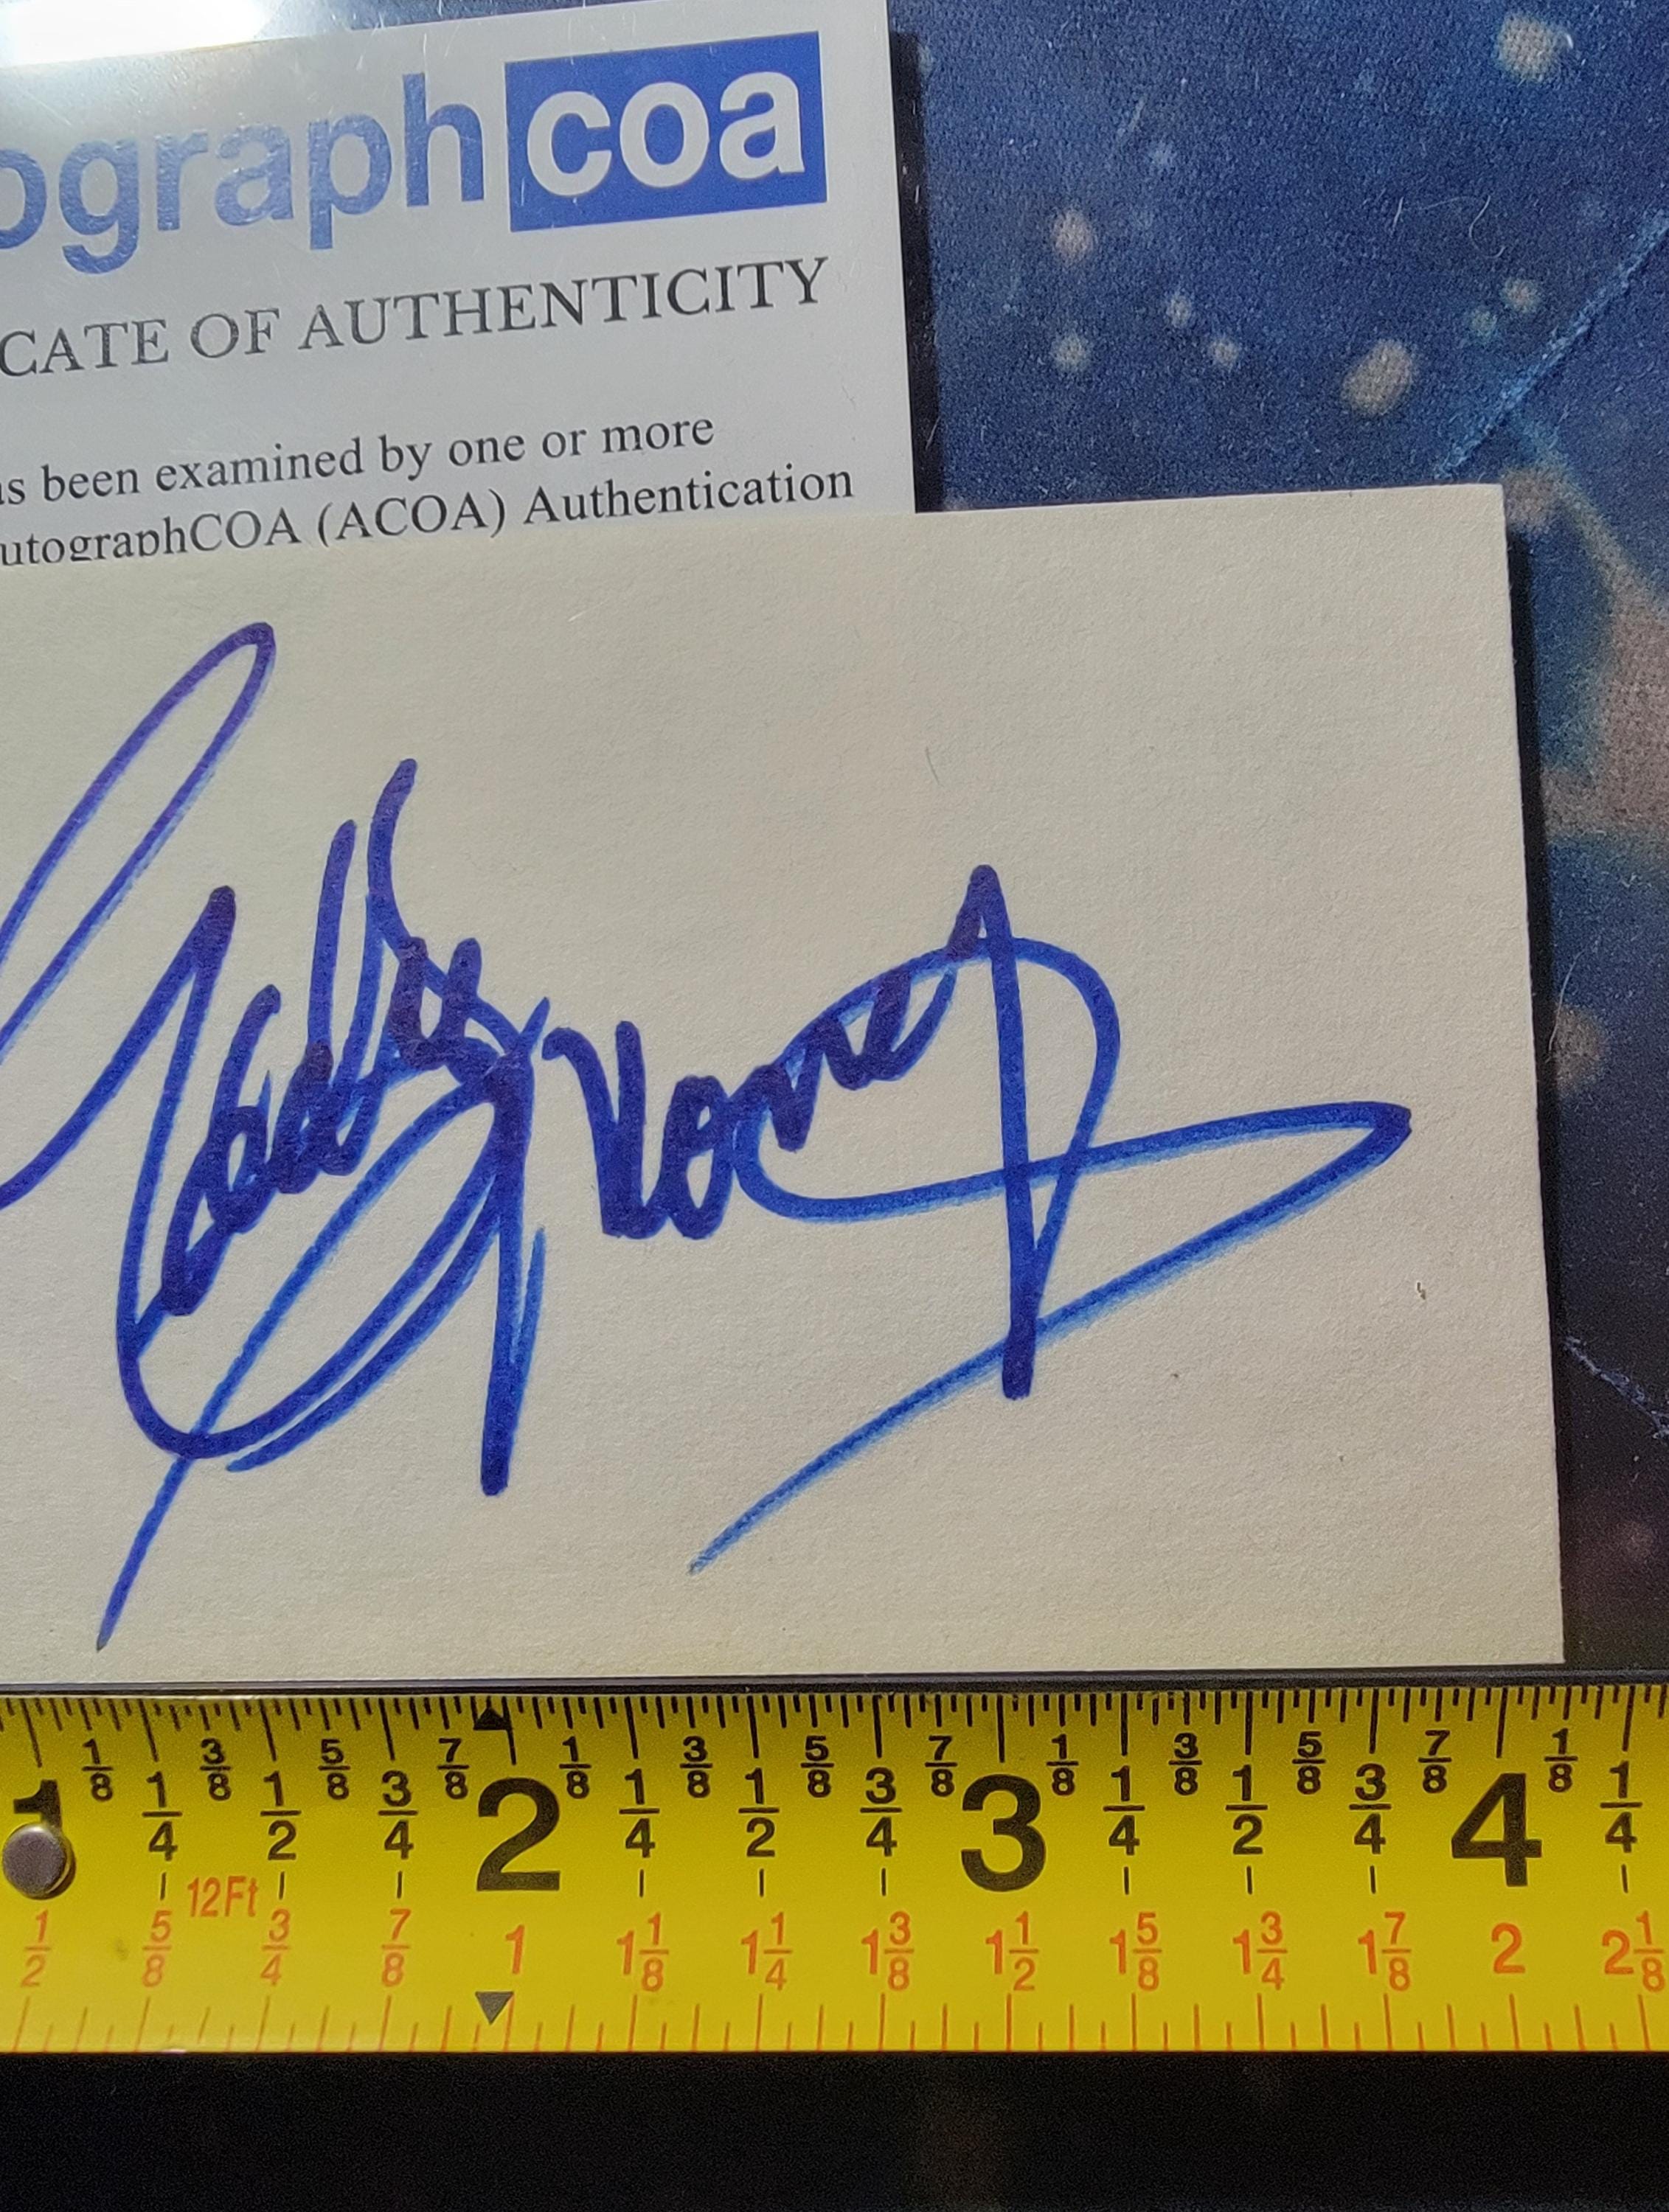 ographcoa
CATE OF AUTHENTICITY
s been examined by one or more
utographCOA (ACOA) Authentication
1 1/8 1/4 3/8 1/2 5/8 3/4 7/8 2 1/8 1/4 3/8 1/2 5/8 3/4 7/8 3 1/8 1/4 3/8 1/2 5/8 3/4 7/8 4 1/8 1/4
12Ft
1/2 5/8 3/4 7/8 1 1 1/8 1 1/4 1 3/8 1 1/2 1 5/8 1 3/4 1 7/8 2 2 1/8